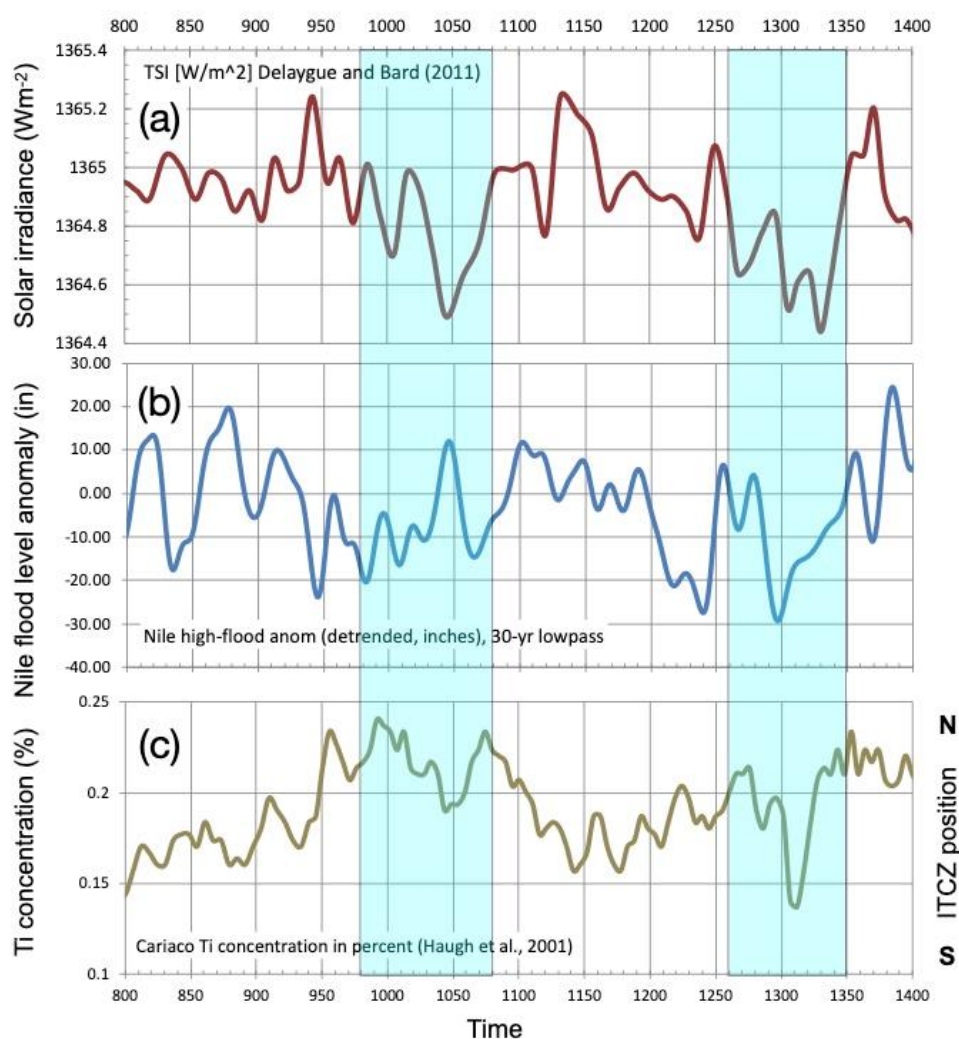 800 850 900 950 1000 1050 1100 1150 1200 1250 1300 1350 1400
1365.4
TSI [W/m^2] Delaygue and Bard (2011)
(a)
1365.2
1365
1364.8
1364.6
1364.4
Solar irradiance (Wm-2)
30.00
(b)
20.00
10.00
0.00
-10.00
-20.00
-30.00
-40.00
Nile flood level anomaly (in)
Nile high-flood anom (detrended, inches), 30-yr lowpass
0.25
(c)
0.2
0.15
0.1
Ti concentration (%)
Cariaco Ti concentration in percent (Haugh et al., 2001)
N
ITCZ position
S
800 850 900 950 1000 1050 1100 1150 1200 1250 1300 1350 1400
Time